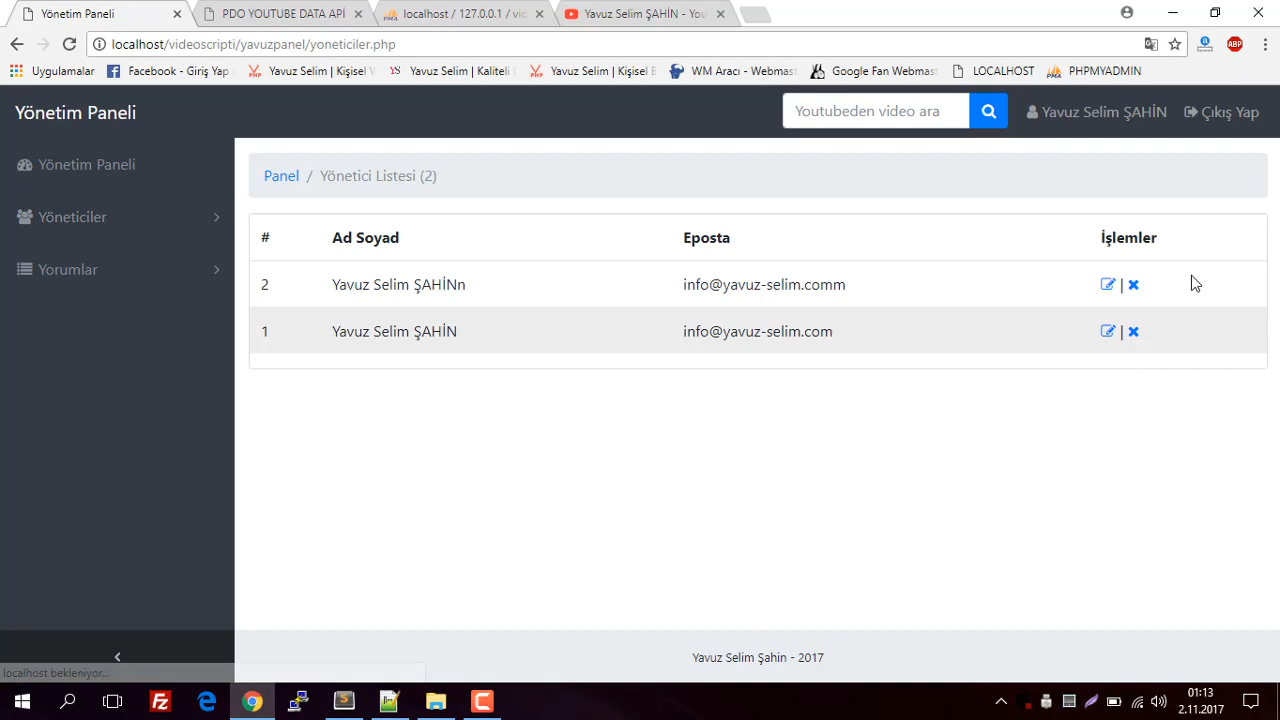 Yönetim Paneli
PDO YOUTUBE DATA APİ
localhost / 127.0.0.1 / vic
Yavuz Selim ŞAHİN - You
localhost/videoscripti/yavuzpanel/yoneticiler.php
Uygulamalar
Facebook - Giriş Yap
Yavuz Selim | Kişisel
Yavuz Selim | Kaliteli
Yavuz Selim | Kişisel
WM Aracı - Webmast
Google Fan Webmast
LOCALHOST
PHPMYADMIN
Yönetim Paneli
Youtubeden video ara
Yavuz Selim ŞAHİN
Çıkış Yap
Yönetim Paneli
Yöneticiler
Yorumlar
Panel / Yönetici Listesi (2)
# Ad Soyad Eposta İşlemler
2 Yavuz Selim ŞAHİNn info@yavuz-selim.comm |
1 Yavuz Selim ŞAHİN info@yavuz-selim.com |
Yavuz Selim Şahin - 2017
localhost bekleniyor...
01:13
2.11.2017